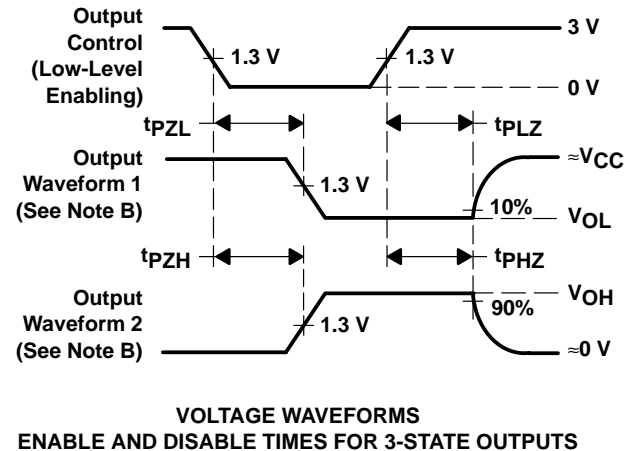 Output
Control
(Low-Level
Enabling)
1.3 V
1.3 V
3 V
0 V
tPZL
tPLZ
Output
Waveform 1
(See Note B)
1.3 V
10%
≈VCC
VOL
tPZH
tPHZ
Output
Waveform 2
(See Note B)
1.3 V
90%
VOH
≈0 V
VOLTAGE WAVEFORMS
ENABLE AND DISABLE TIMES FOR 3-STATE OUTPUTS